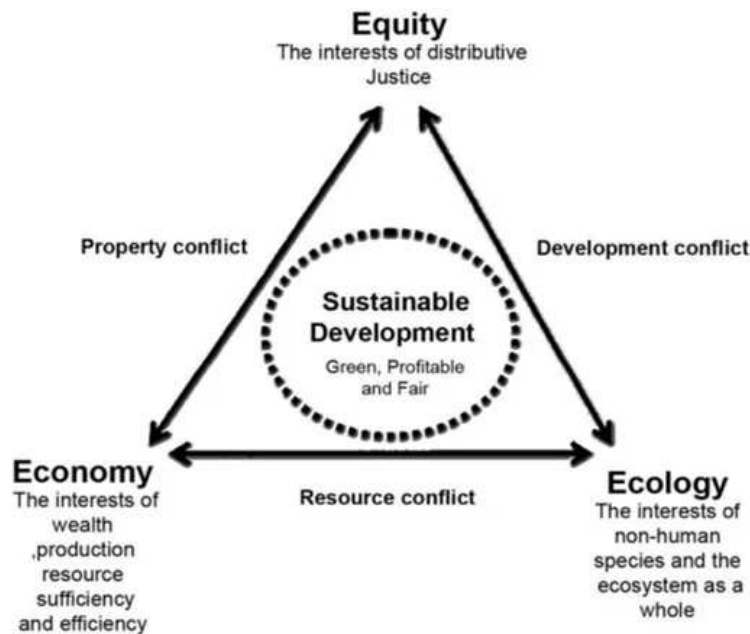 Equity
The interests of distributive
Justice
Property conflict
Development conflict
Sustainable
Development
Green, Profitable
and Fair
Economy
The interests of
wealth
,production
resource
sufficiency
and efficiency
Resource conflict
Ecology
The interests of
non-human
species and the
ecosystem as a
whole